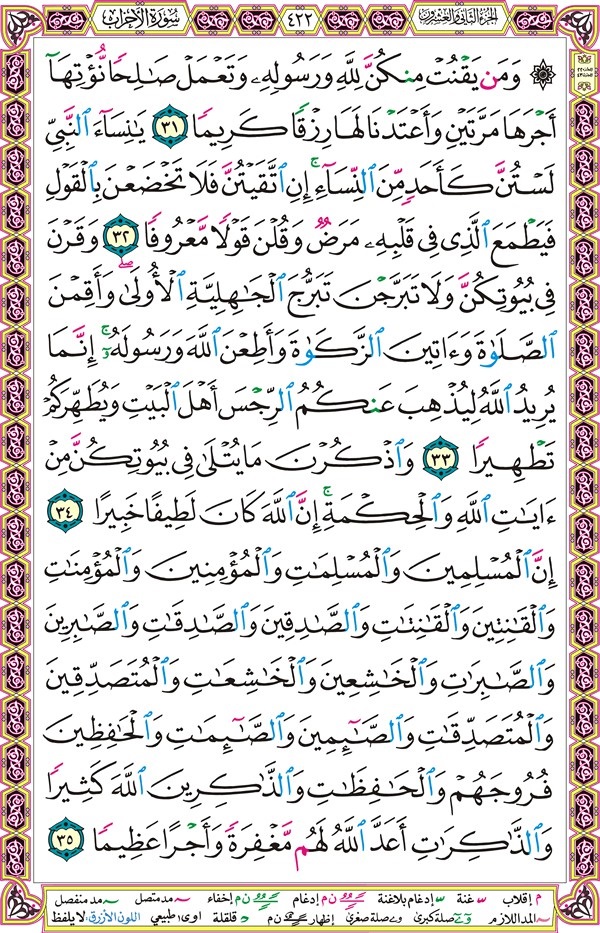 الجزء الثاني والعشرون
٤٢٢
سورة الأحزاب
۞ وَمَن يَقْنُتْ مِنكُنَّ لِلَّهِ وَرَسُولِهِۦ وَتَعْمَلْ صَٰلِحًا نُّؤْتِهَآ
أَجْرَهَا مَرَّتَيْنِ وَأَعْتَدْنَا لَهَا رِزْقًا كَرِيمًا ٣١ يَٰنِسَآءَ ٱلنَّبِىِّ
لَسْتُنَّ كَأَحَدٍ مِّنَ ٱلنِّسَآءِ ۚ إِنِ ٱتَّقَيْتُنَّ فَلَا تَخْضَعْنَ بِٱلْقَوْلِ
فَيَطْمَعَ ٱلَّذِى فِى قَلْبِهِۦ مَرَضٌ وَقُلْنَ قَوْلًا مَّعْرُوفًا ٣٢ وَقَرْنَ
فِى بُيُوتِكُنَّ وَلَا تَبَرَّجْنَ تَبَرُّجَ ٱلْجَٰهِلِيَّةِ ٱلْأُولَىٰ ۖ وَأَقِمْنَ
ٱلصَّلَوٰةَ وَءَاتِينَ ٱلزَّكَوٰةَ وَأَطِعْنَ ٱللَّهَ وَرَسُولَهُۥٓ ۚ إِنَّمَا
يُرِيدُ ٱللَّهُ لِيُذْهِبَ عَنكُمُ ٱلرِّجْسَ أَهْلَ ٱلْبَيْتِ وَيُطَهِّرَكُمْ
تَطْهِيرًا ٣٣ وَٱذْكُرْنَ مَا يُتْلَىٰ فِى بُيُوتِكُنَّ مِنْ
ءَايَٰتِ ٱللَّهِ وَٱلْحِكْمَةِ ۚ إِنَّ ٱللَّهَ كَانَ لَطِيفًا خَبِيرًا ٣٤
إِنَّ ٱلْمُسْلِمِينَ وَٱلْمُسْلِمَٰتِ وَٱلْمُؤْمِنِينَ وَٱلْمُؤْمِنَٰتِ
وَٱلْقَٰنِتِينَ وَٱلْقَٰنِتَٰتِ وَٱلصَّٰدِقِينَ وَٱلصَّٰدِقَٰتِ وَٱلصَّٰبِرِينَ
وَٱلصَّٰبِرَٰتِ وَٱلْخَٰشِعِينَ وَٱلْخَٰشِعَٰتِ وَٱلْمُتَصَدِّقِينَ
وَٱلْمُتَصَدِّقَٰتِ وَٱلصَّٰٓئِمِينَ وَٱلصَّٰٓئِمَٰتِ وَٱلْحَٰفِظِينَ
فُرُوجَهُمْ وَٱلْحَٰفِظَٰتِ وَٱلذَّٰكِرِينَ ٱللَّهَ كَثِيرًا
وَٱلذَّٰكِرَٰتِ أَعَدَّ ٱللَّهُ لَهُم مَّغْفِرَةً وَأَجْرًا عَظِيمًا ٣٥
م إقلاب غنة إدغام بلاغنة ن م إدغام ن م إخفاء مد متصل مد منفصل
المد اللازم صلة كبرى صلة صغرى إظهار ن م قلقلة اوى طبيعي اللون الأزرق: لا يلفظ